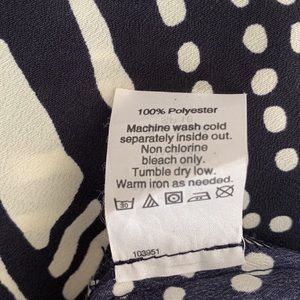 100% Polyester
Machine wash cold
separately inside out.
Non chlorine
bleach only.
Tumble dry low.
Warm iron as needed.
103951